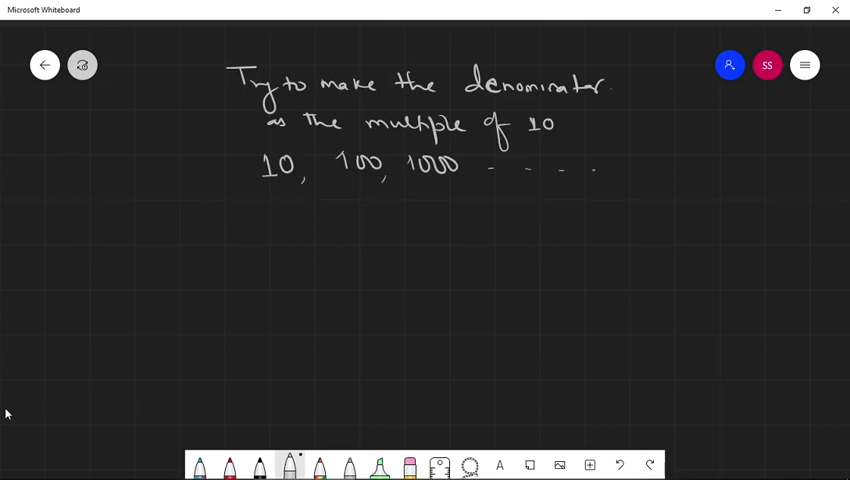 Microsoft Whiteboard
SS
Try to make the denominator.
as the multiple of 10
10, 100, 1000 - - - -
A